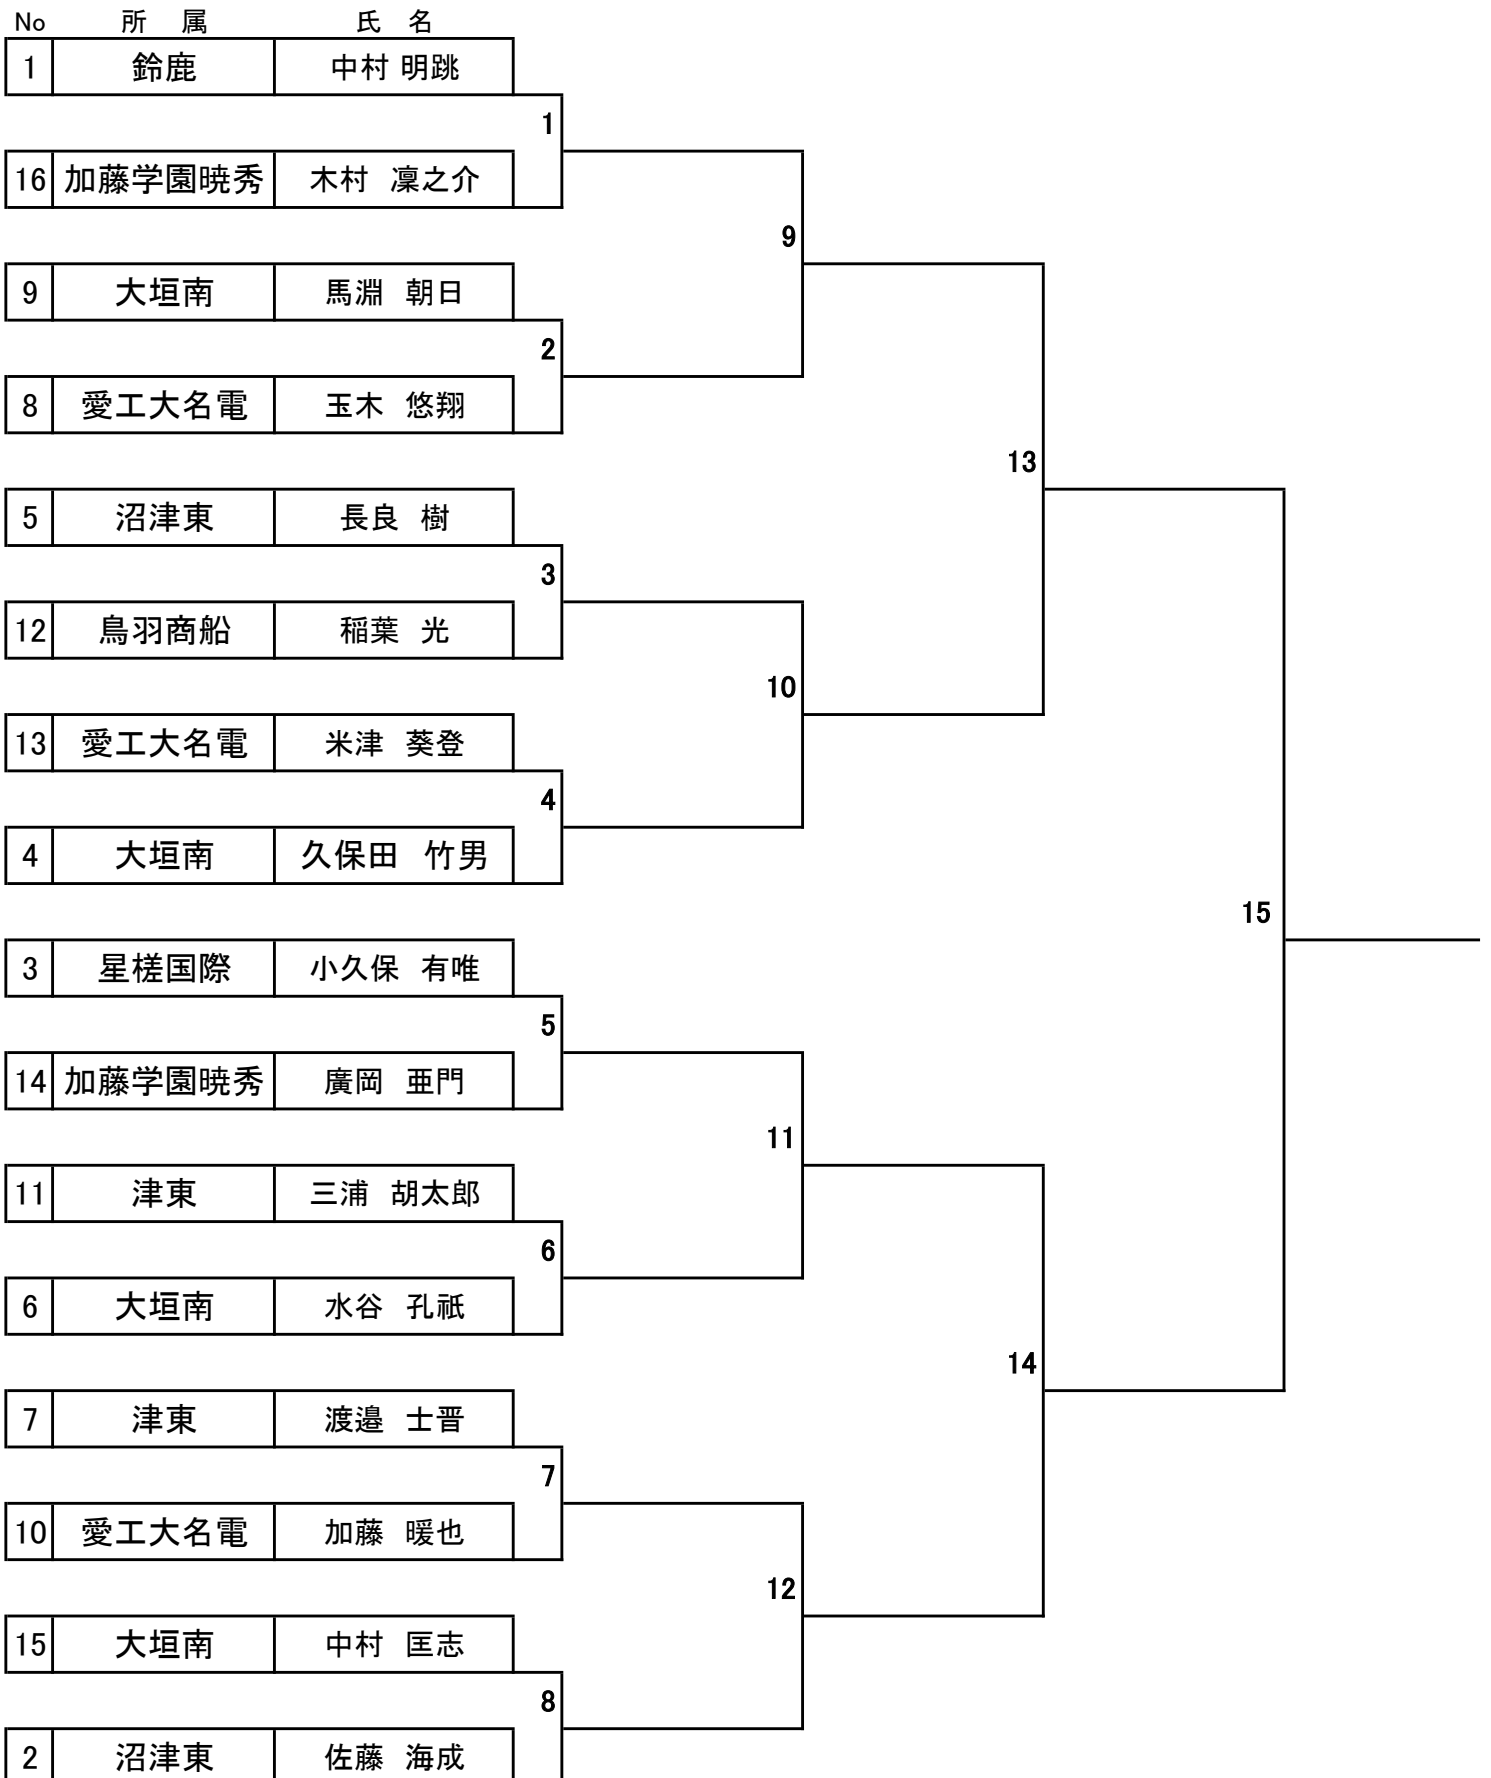 No 所 属 氏 名
1 鈴鹿 中村 明跳
1
16 加藤学園暁秀 木村 凜之介
9
9 大垣南 馬淵 朝日
2
8 愛工大名電 玉木 悠翔
13
5 沼津東 長良 樹
3
12 鳥羽商船 稲葉 光
10
13 愛工大名電 米津 葵登
4
4 大垣南 久保田 竹男
15
3 星槎国際 小久保 有唯
5
14 加藤学園暁秀 廣岡 亜門
11
11 津東 三浦 胡太郎
6
6 大垣南 水谷 孔祇
14
7 津東 渡邉 士晋
7
10 愛工大名電 加藤 暖也
12
15 大垣南 中村 匡志
8
2 沼津東 佐藤 海成